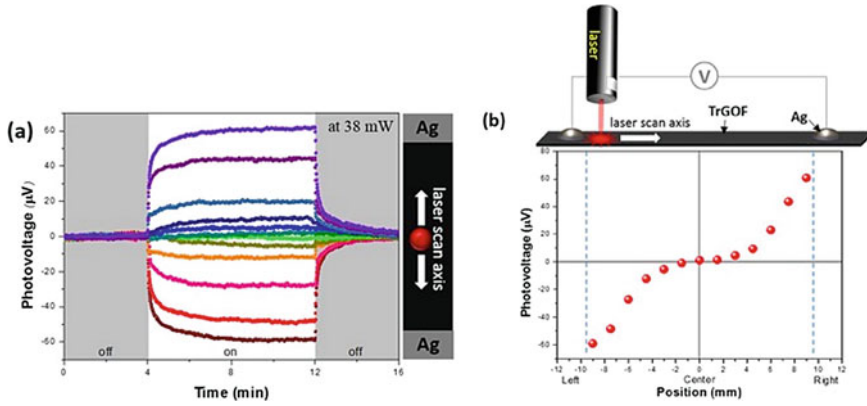 (a)
at 38 mW
Photovoltage (μV)
60
40
20
0
-20
-40
-60
off
on
off
0
4
8
12
16
Time (min)
Ag
laser scan axis
Ag
(b)
laser
V
TrGOF
Ag
laser scan axis
Photovoltage (μV)
80
60
40
20
0
-20
-40
-60
-12 -10 -8 -6 -4 -2 0 2 4 6 8 10 12
Left
Center
Right
Position (mm)